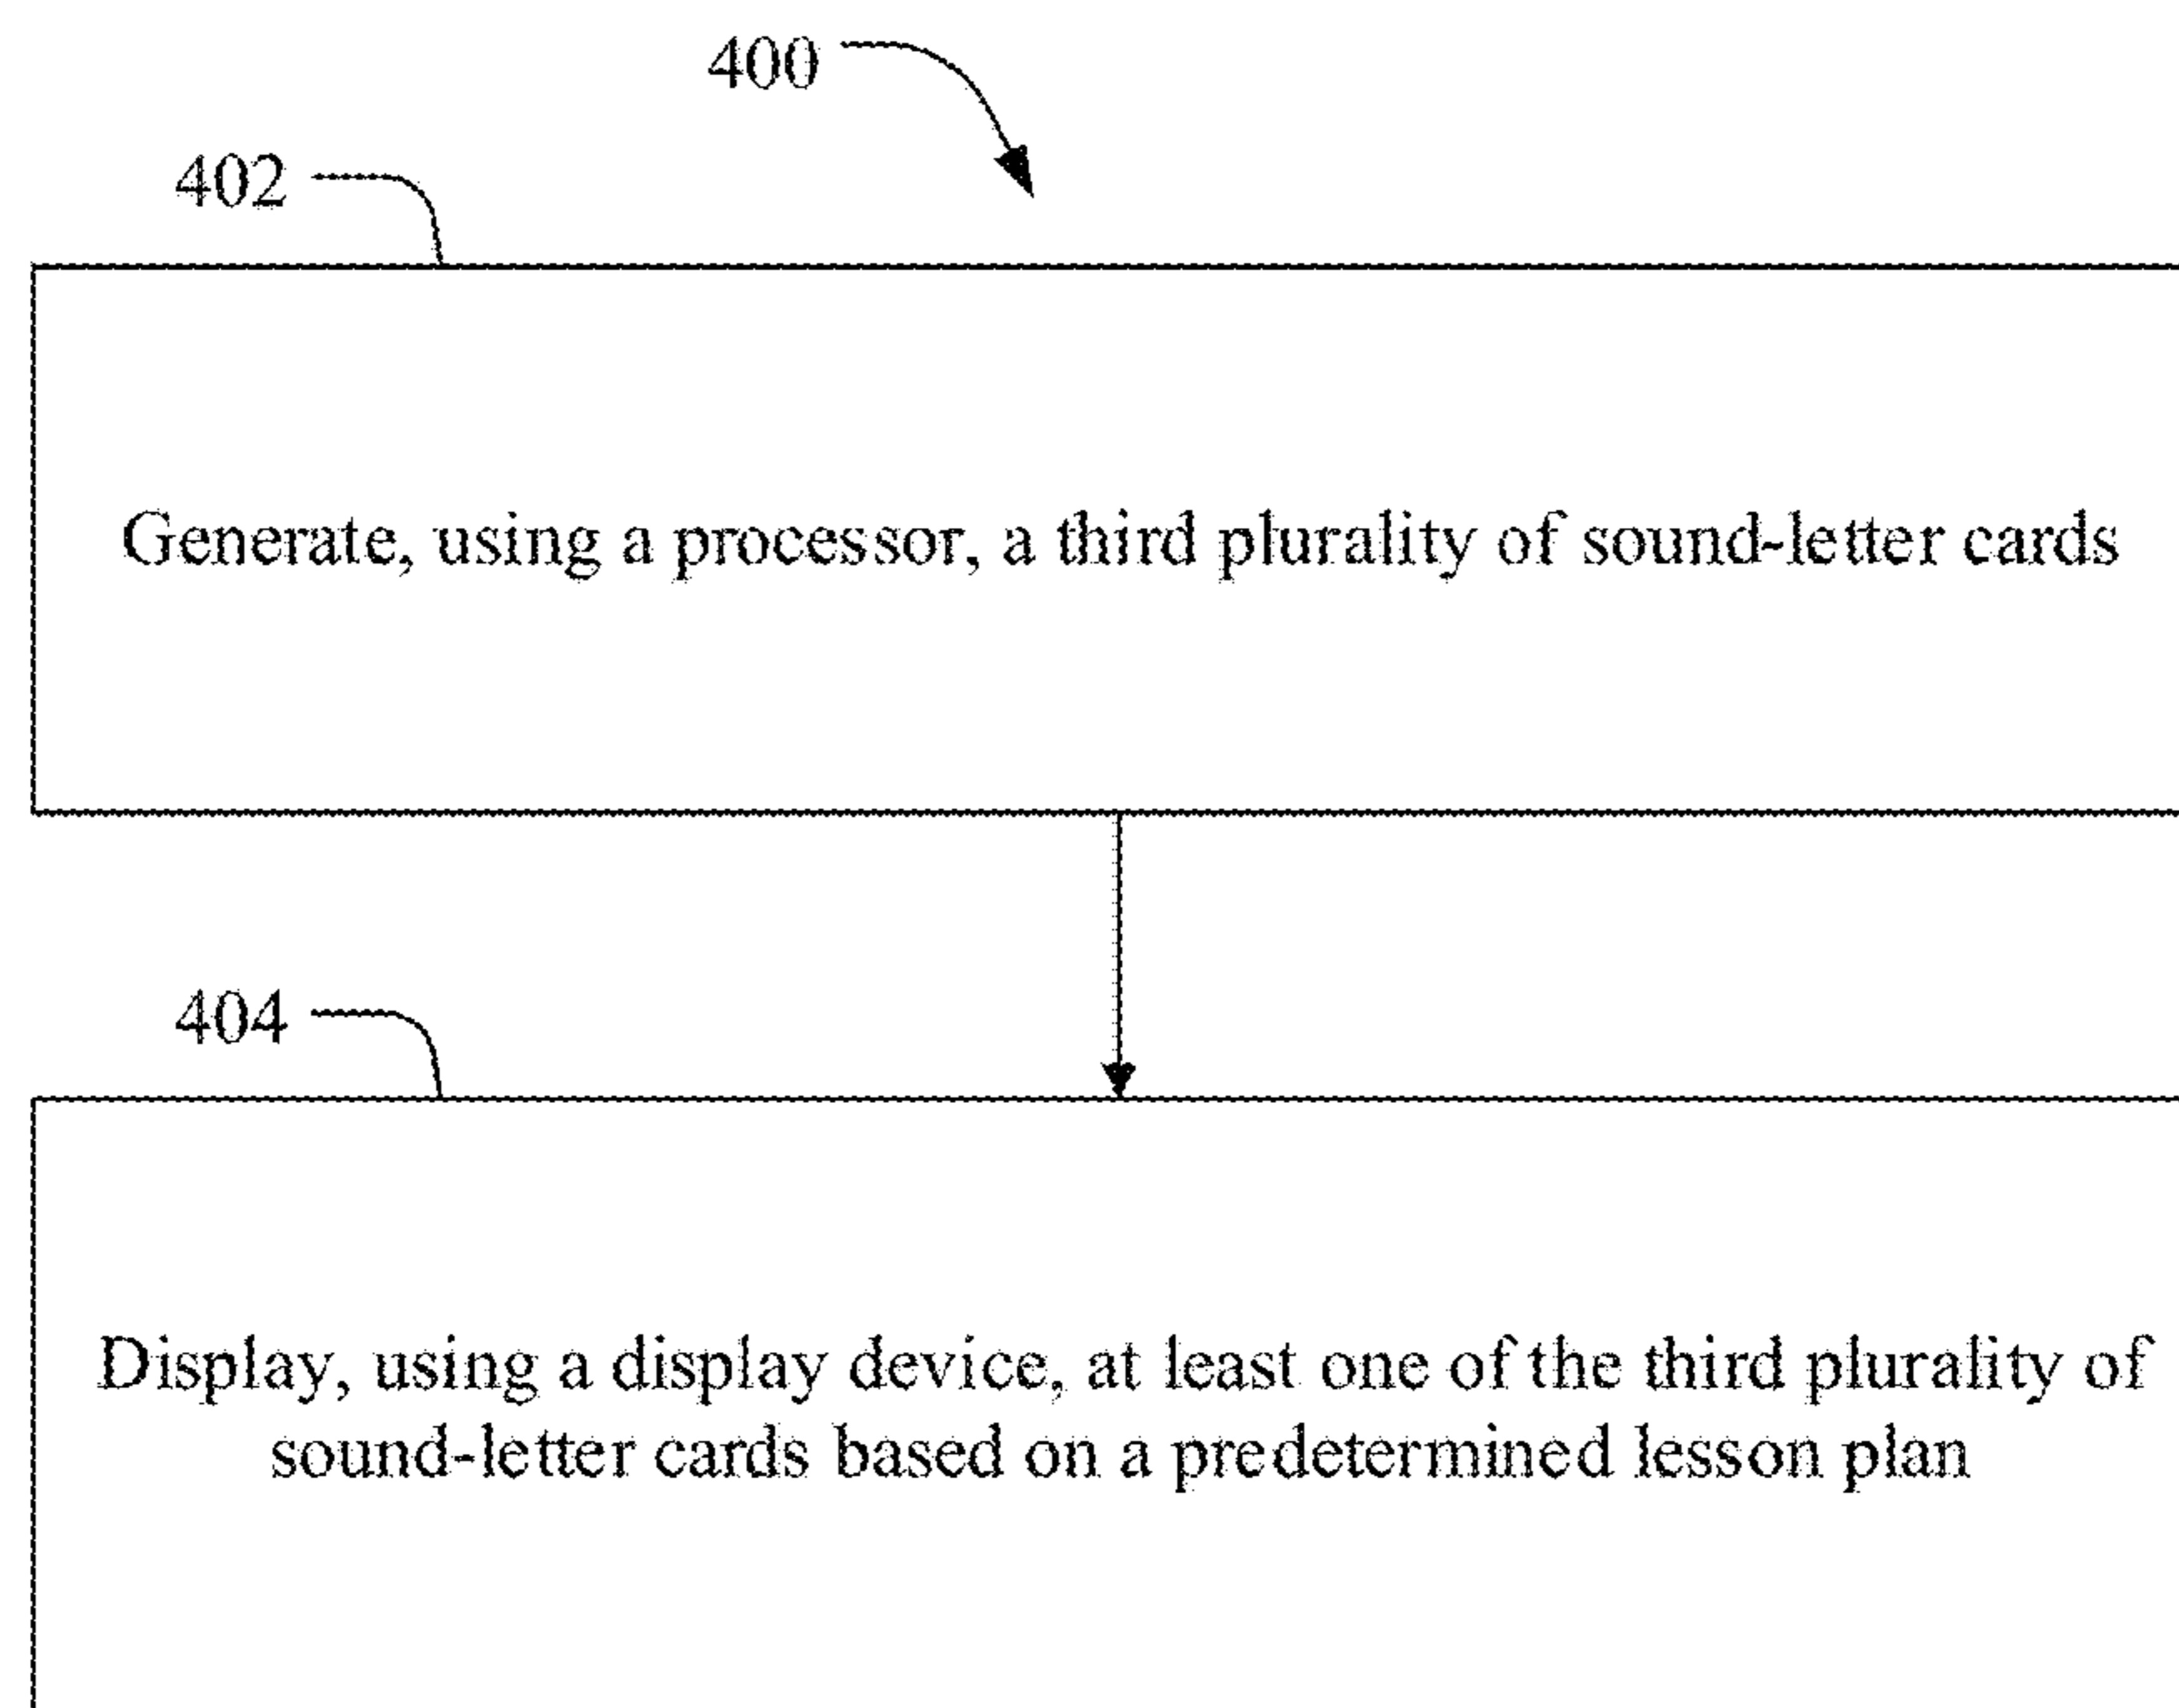 400
402
Generate, using a processor, a third plurality of sound-letter cards
404
Display, using a display device, at least one of the third plurality of
sound-letter cards based on a predetermined lesson plan